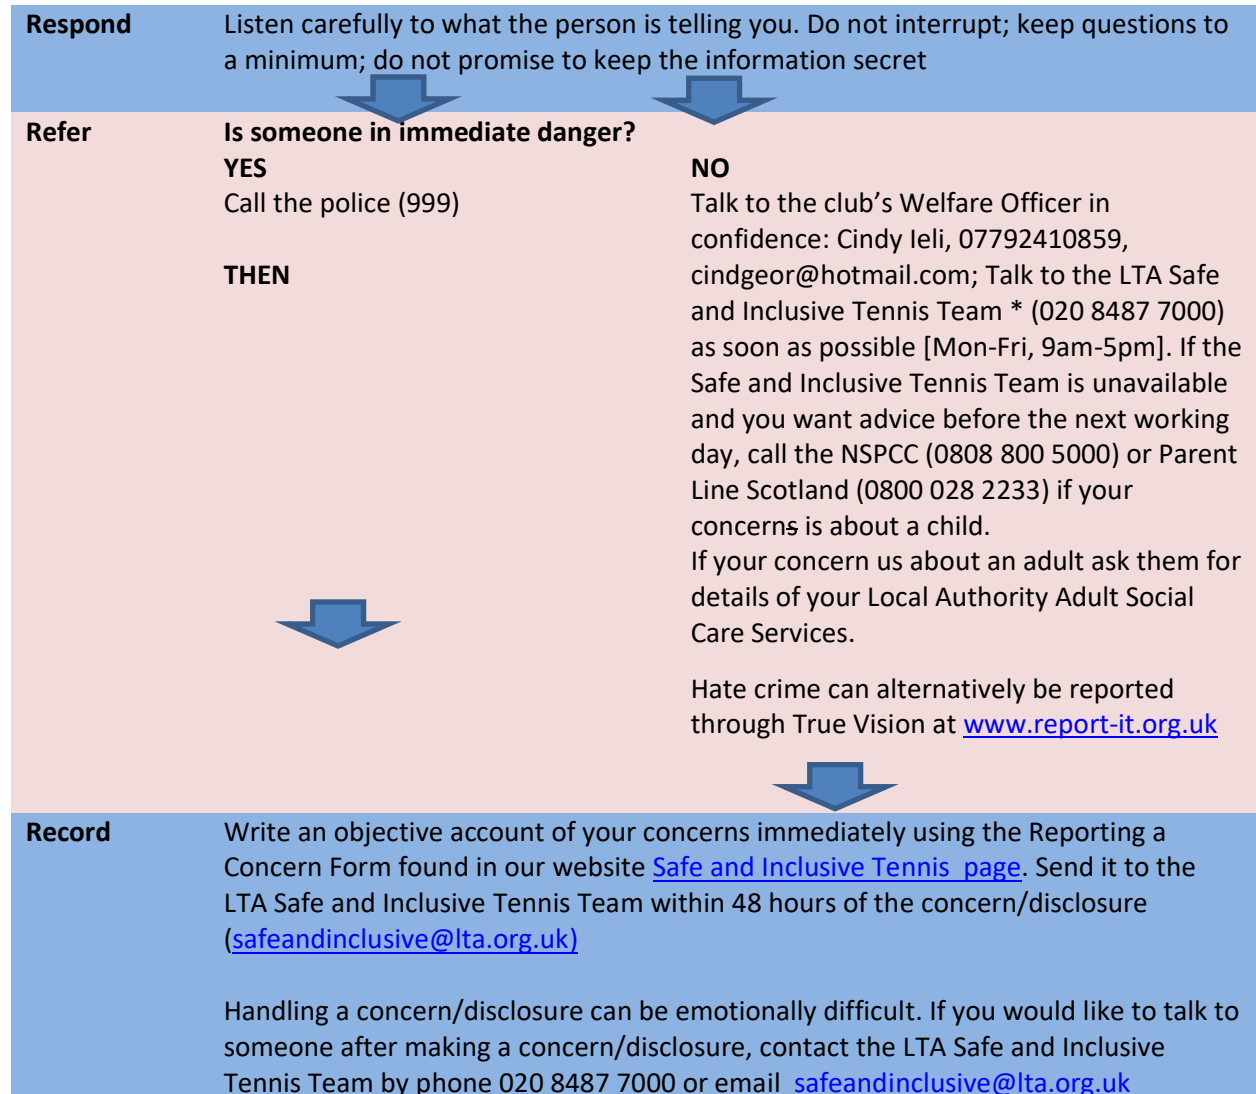 Respond
Listen carefully to what the person is telling you. Do not interrupt; keep questions to
a minimum; do not promise to keep the information secret
Refer
Is someone in immediate danger?
YES
Call the police (999)
THEN
NO
Talk to the club's Welfare Officer in
confidence: Cindy Ieli, 07792410859,
cindgeor@hotmail.com; Talk to the LTA Safe
and Inclusive Tennis Team * (020 8487 7000)
as soon as possible [Mon-Fri, 9am-5pm]. If the
Safe and Inclusive Tennis Team is unavailable
and you want advice before the next working
day, call the NSPCC (0808 800 5000) or Parent
Line Scotland (0800 028 2233) if your
concerns is about a child.
If your concern us about an adult ask them for
details of your Local Authority Adult Social
Care Services.
Hate crime can alternatively be reported
through True Vision at www.report-it.org.uk
Record
Write an objective account of your concerns immediately using the Reporting a
Concern Form found in our website Safe and Inclusive Tennis  page. Send it to the
LTA Safe and Inclusive Tennis Team within 48 hours of the concern/disclosure
(safeandinclusive@lta.org.uk)
Handling a concern/disclosure can be emotionally difficult. If you would like to talk to
someone after making a concern/disclosure, contact the LTA Safe and Inclusive
Tennis Team by phone 020 8487 7000 or email  safeandinclusive@lta.org.uk